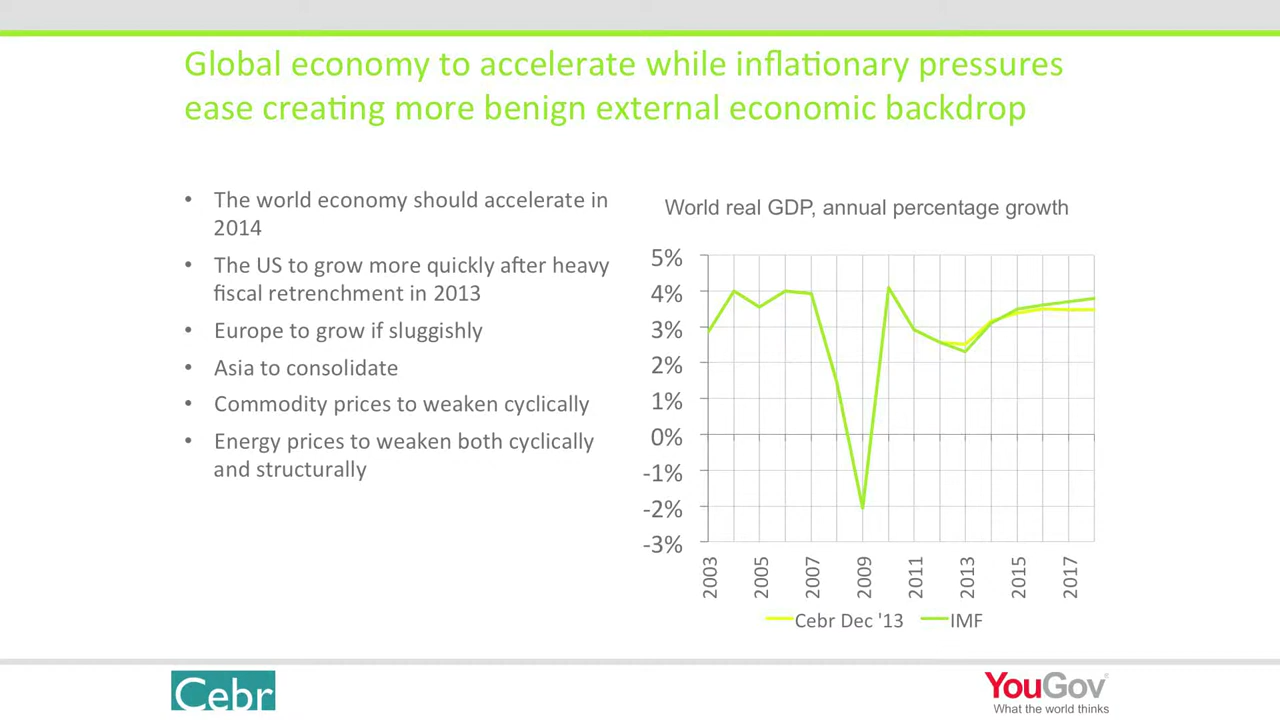 Global economy to accelerate while inflationary pressures
ease creating more benign external economic backdrop
• The world economy should accelerate in
2014
• The US to grow more quickly after heavy
fiscal retrenchment in 2013
• Europe to grow if sluggishly
• Asia to consolidate
• Commodity prices to weaken cyclically
• Energy prices to weaken both cyclically
and structurally
World real GDP, annual percentage growth
5%
4%
3%
2%
1%
0%
-1%
-2%
-3%
2003
2005
2007
2009
2011
2013
2015
2017
Cebr Dec '13
IMF
Cebr
YouGov®
What the world thinks